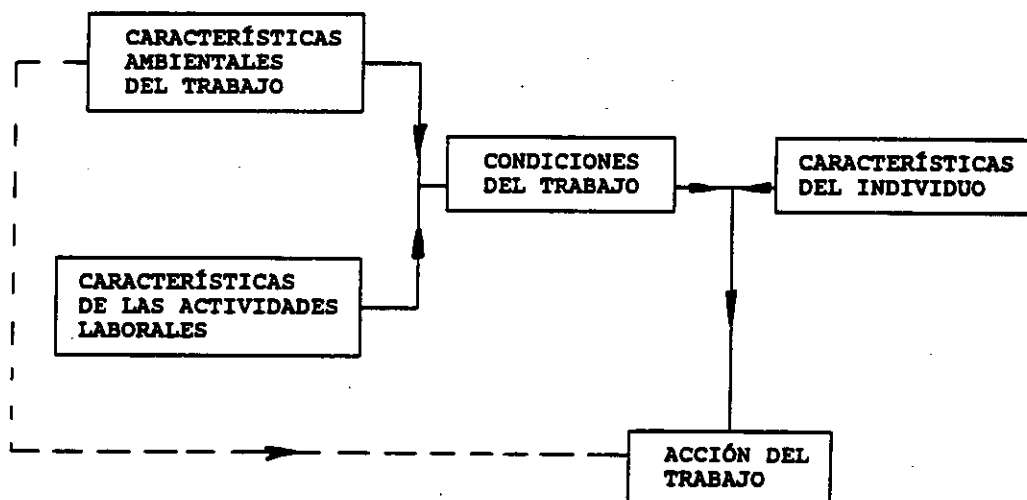 CARACTERÍSTICAS
AMBIENTALES
DEL TRABAJO
CONDICIONES
DEL TRABAJO
CARACTERÍSTICAS
DEL INDIVIDUO
CARACTERÍSTICAS
DE LAS ACTIVIDADES
LABORALES
ACCIÓN DEL
TRABAJO